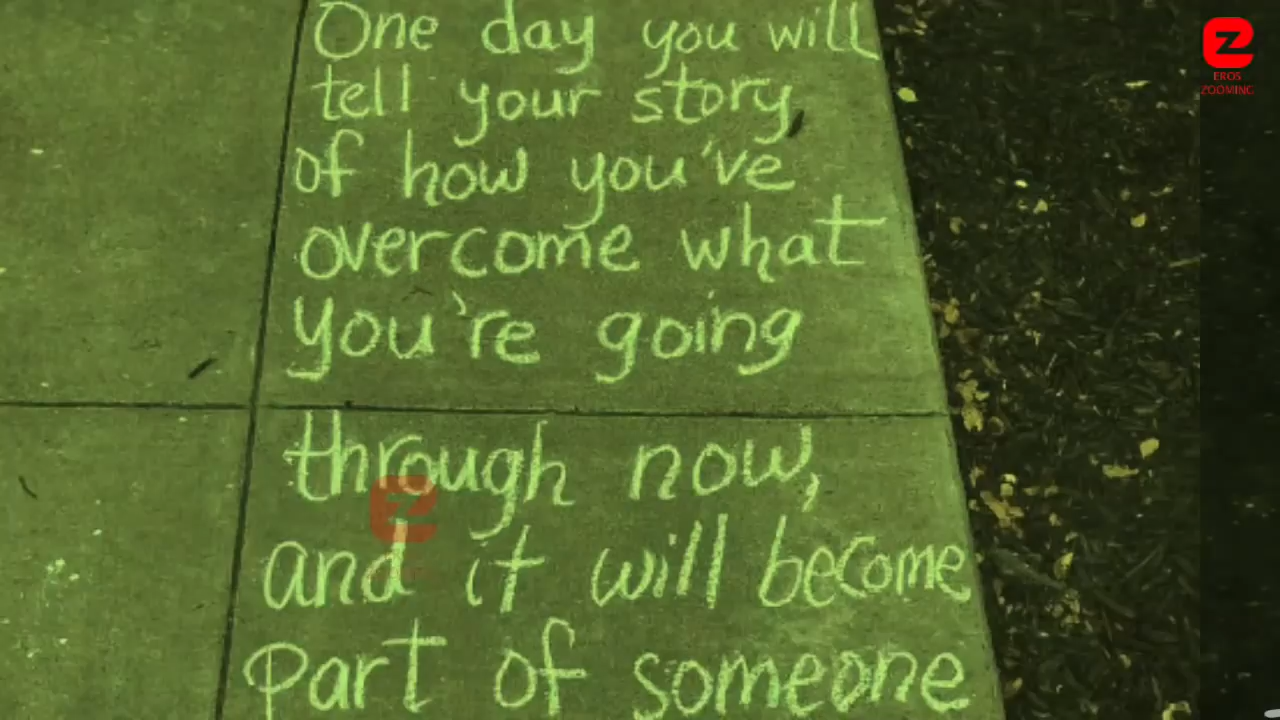 One day you will
tell your story
of how you've
overcome what
you're going
through now,
and it will become
part of someone
EROS
ZOOMING